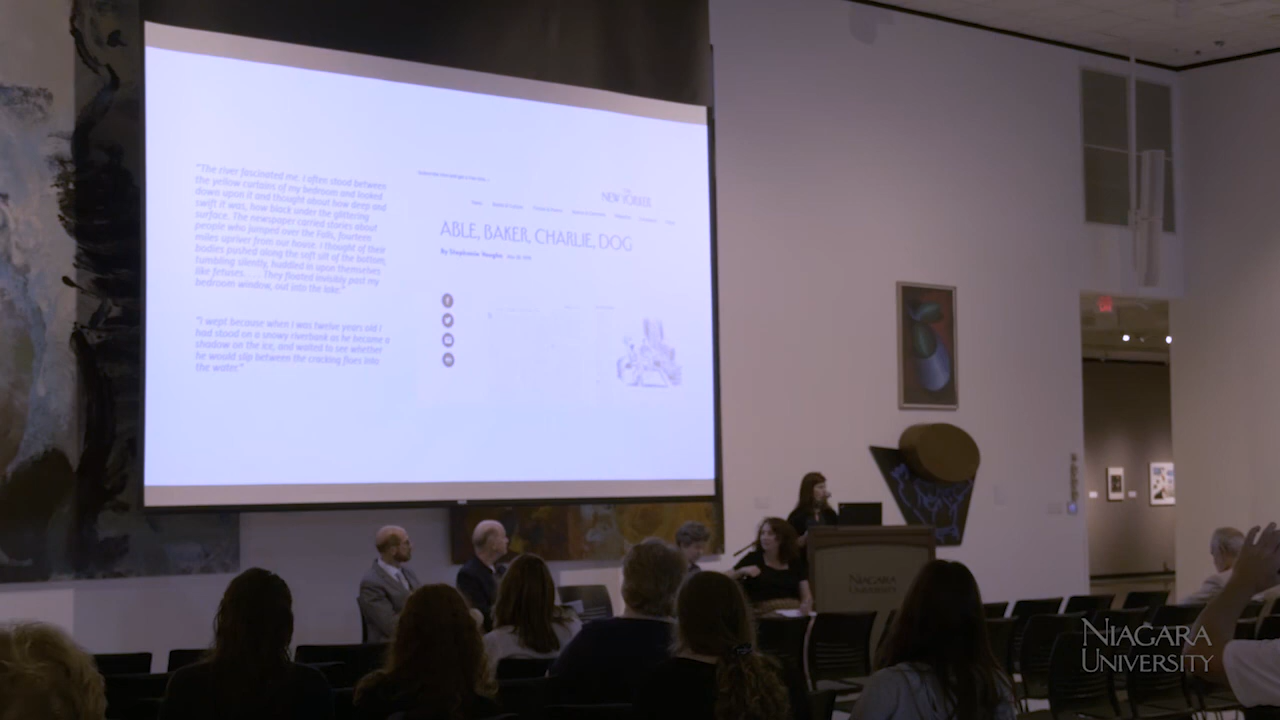 "The river fascinated me. I often stood between
the yellow curtains of my bedroom and looked
down upon it and thought about how deep and
swift it was, how black under the glittering
surface. The newspaper carried stories about
people who jumped over the Falls, fourteen
miles upriver from our house. I thought of their
bodies pushed along the soft silt of the bottom,
tumbling silently, huddled in upon themselves
like fetuses. . . . They floated invisibly past my
bedroom window, out into the lake."
"I wept because when I was twelve years old I
had stood on a snowy riverbank as he became a
shadow on the ice, and waited to see whether
he would slip between the cracking floes into
the water."
THE
NEW YORKER
ABLE, BAKER, CHARLIE, DOG
By Stephanie Vaughn
NIAGARA
UNIVERSITY
NIAGARA
UNIVERSITY